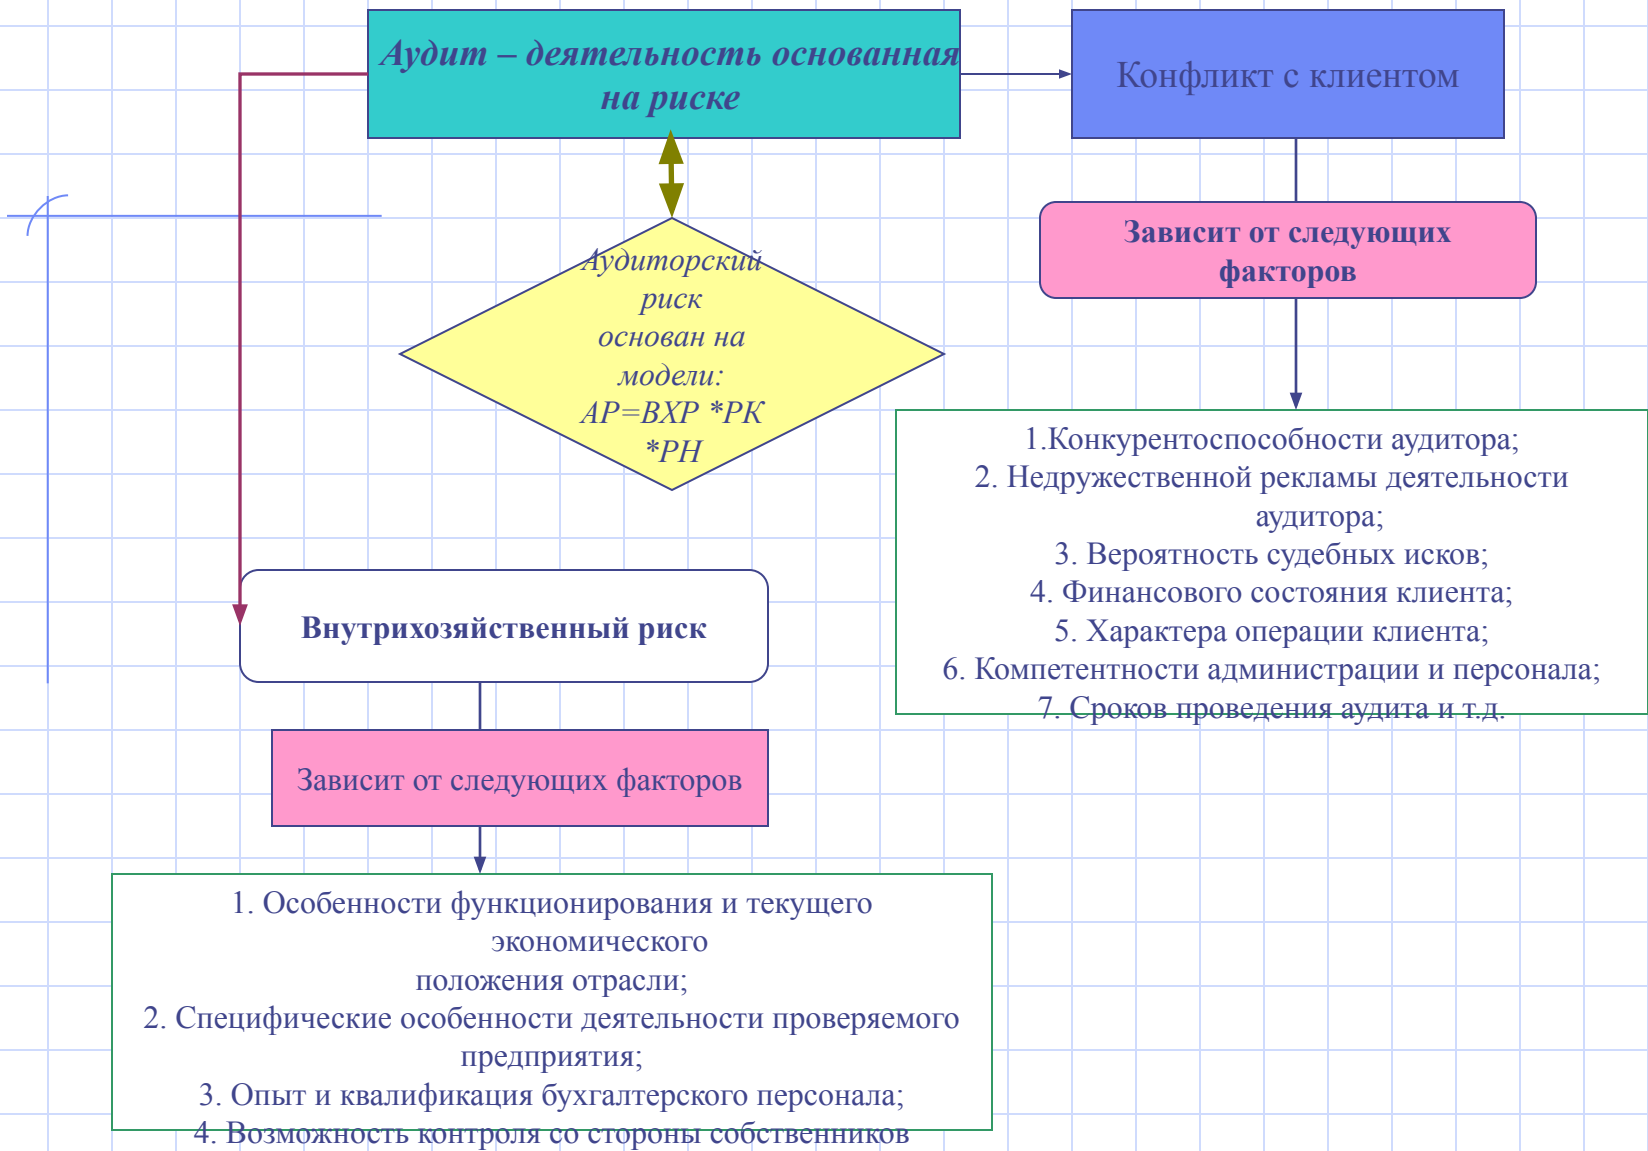 Аудит – деятельность основанная
на риске
Конфликт с клиентом
Зависит от следующих
факторов
Аудиторский
риск
основан на
модели:
АР=ВХР *РК
*РН
1.Конкурентоспособности аудитора;
2. Недружественной рекламы деятельности
аудитора;
3. Вероятность судебных исков;
4. Финансового состояния клиента;
5. Характера операции клиента;
6. Компетентности администрации и персонала;
7. Сроков проведения аудита и т.д.
Внутрихозяйственный риск
Зависит от следующих факторов
1. Особенности функционирования и текущего
экономического
положения отрасли;
2. Специфические особенности деятельности проверяемого
предприятия;
3. Опыт и квалификация бухгалтерского персонала;
4. Возможность контроля со стороны собственников